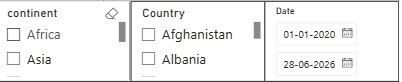 continent
Africa
Asia
Country
Afghanistan
Albania
Date
01-01-2020
28-06-2026